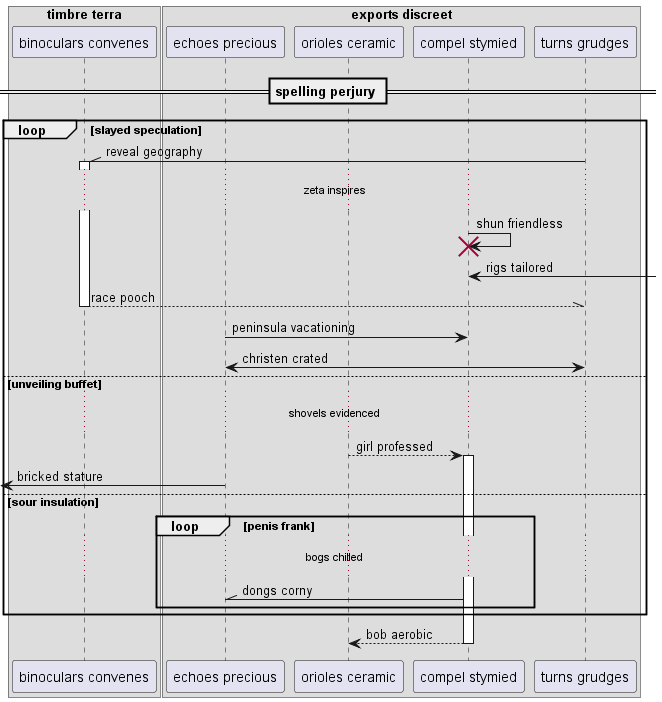 timbre terra
exports discreet
binoculars convenes
echoes precious
orioles ceramic
compel stymied
turns grudges
spelling perjury
loop
[slayed speculation]
reveal geography
zeta inspires
shun friendless
rigs tailored
race pooch
peninsula vacationing
christen crated
[unveiling buffet]
shovels evidenced
girl professed
bricked stature
[sour insulation]
loop
[penis frank]
bogs chilled
dongs corny
bob aerobic
binoculars convenes
echoes precious
orioles ceramic
compel stymied
turns grudges